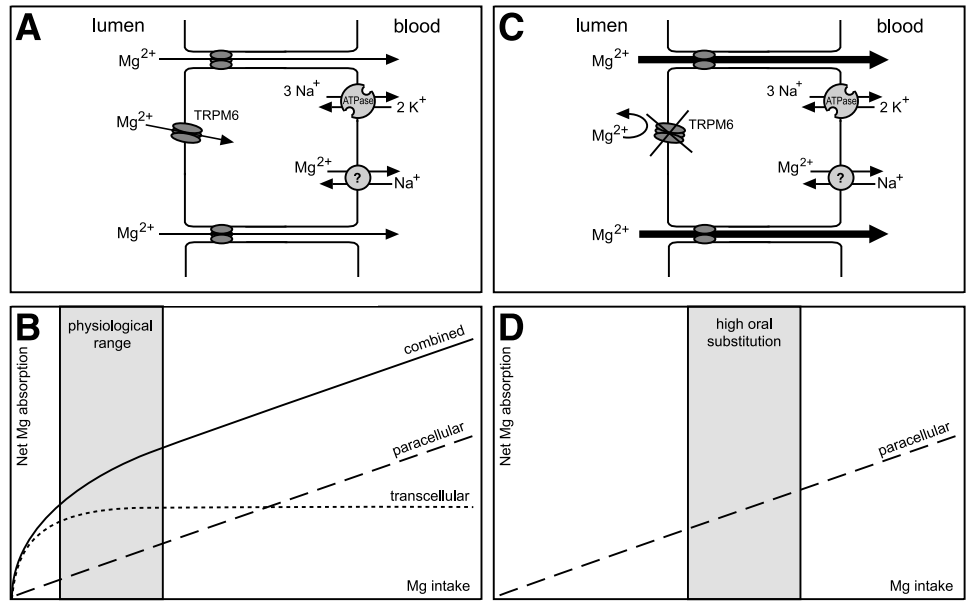 A
lumen
blood
Mg2+
3 Na+
ATPase
2 K+
Mg2+
TRPM6
Mg2+
?
Na+
Mg2+
C
lumen
blood
Mg2+
3 Na+
ATPase
2 K+
Mg2+
TRPM6
Mg2+
?
Na+
Mg2+
B
physiological
range
Net Mg absorption
combined
paracellular
transcellular
Mg intake
D
high oral
substitution
Net Mg absorption
paracellular
Mg intake